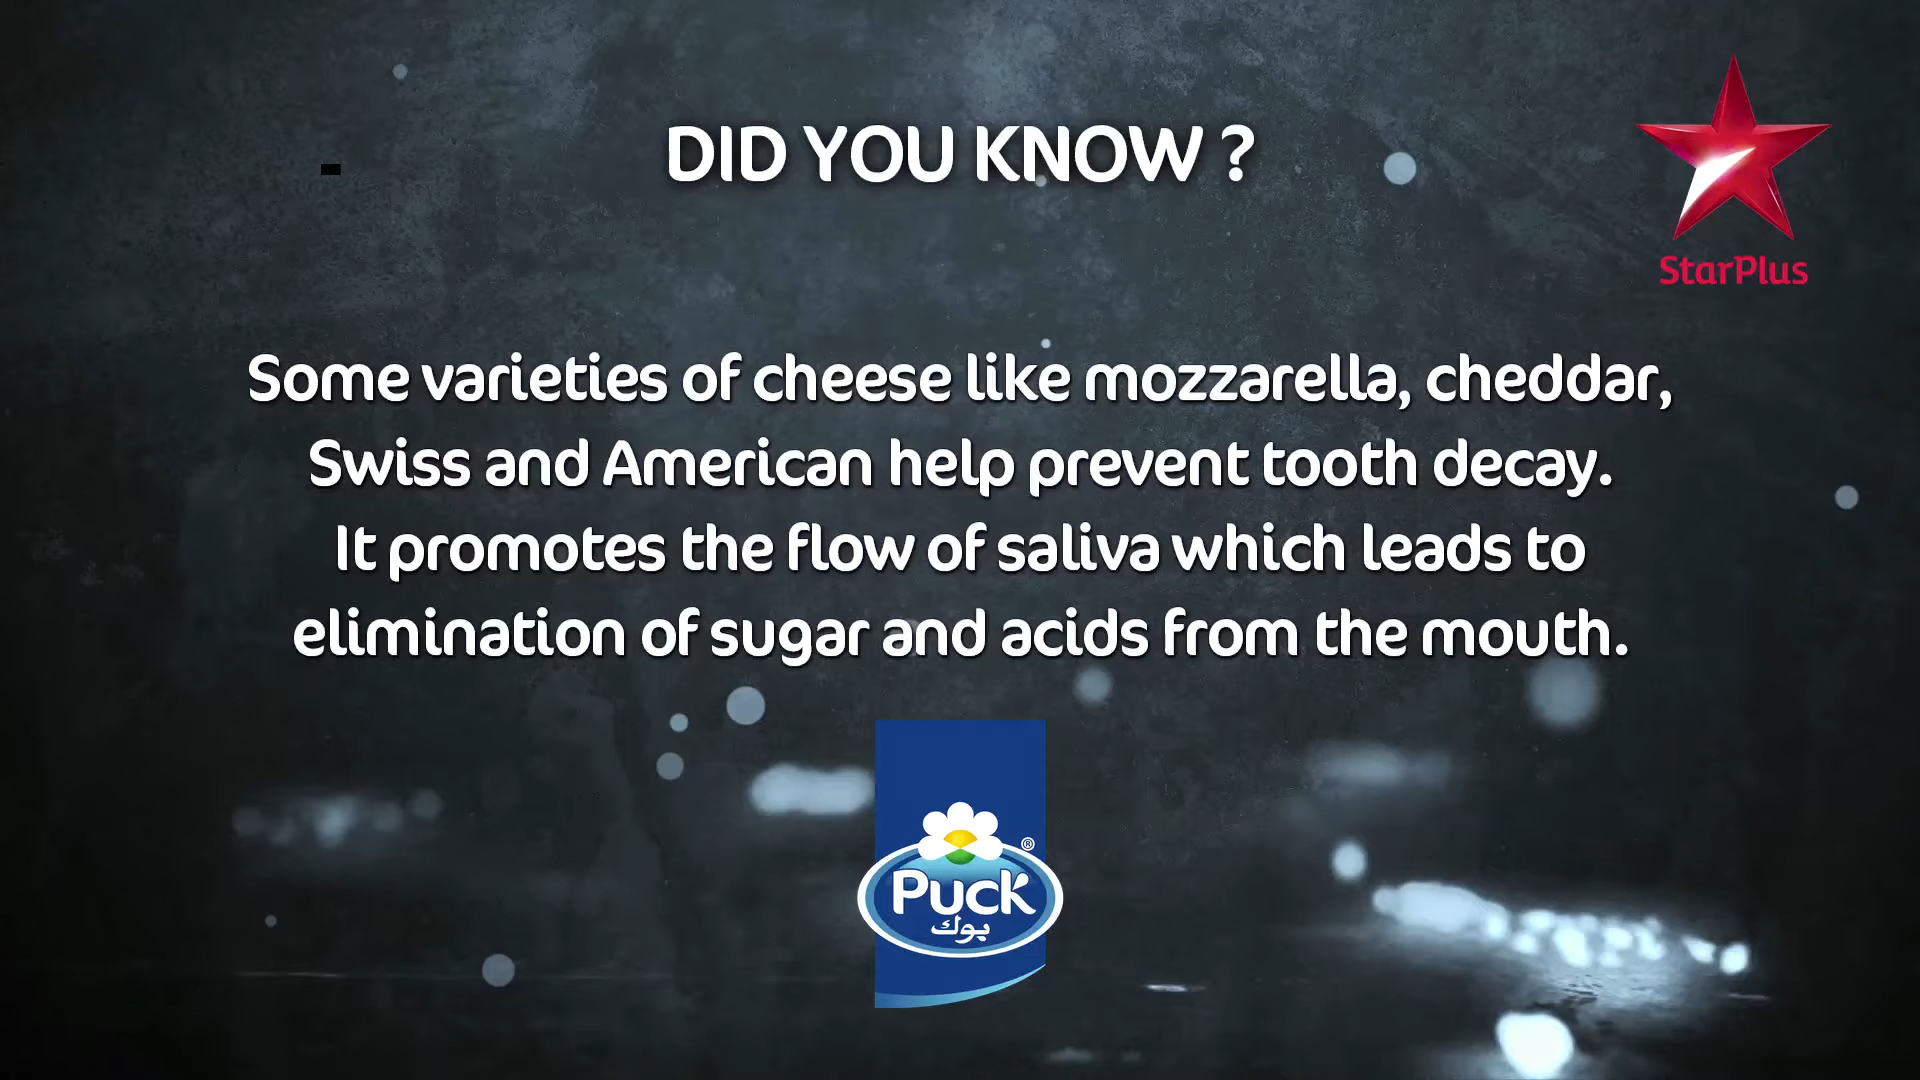 DID YOU KNOW ?
StarPlus
Some varieties of cheese like mozzarella, cheddar,
Swiss and American help prevent tooth decay.
It promotes the flow of saliva which leads to
elimination of sugar and acids from the mouth.
®
Puck
بوك